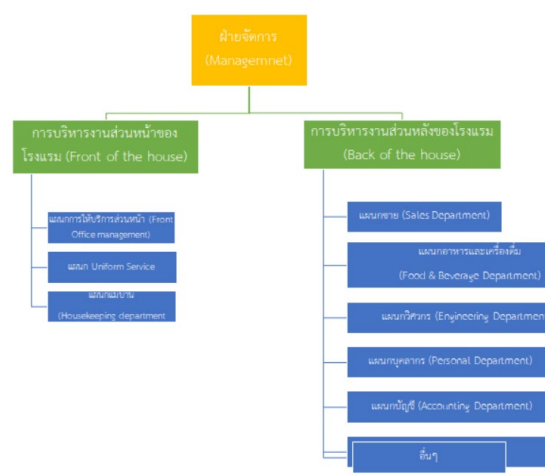 ฝ่ายจัดการ
(Managemnet)
การบริหารงานส่วนหน้าของ
โรงแรม (Front of the house)
แผนกการให้บริการส่วนหน้า (Front
Office management)
แผนก Uniform Service
แผนกแม่บ้าน
(Housekeeping department
การบริหารงานส่วนหลังของโรงแรม
(Back of the house)
แผนกขาย (Sales Department)
แผนกอาหารและเครื่องดื่ม
(Food & Beverage Department)
แผนกวิศวกร (Engineering Department
แผนกบุคลากร (Personal Department)
แผนกบัญชี (Accounting Department)
อื่นๆ